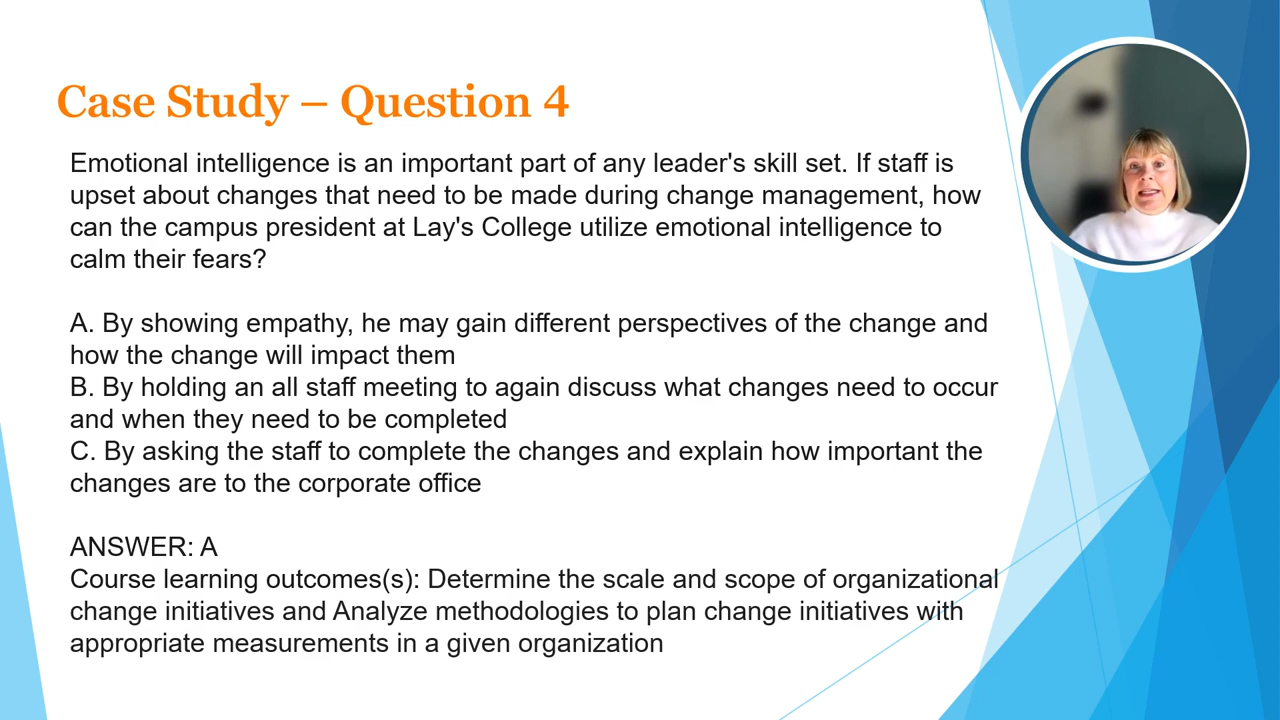 Case Study – Question 4
Emotional intelligence is an important part of any leader's skill set. If staff is
upset about changes that need to be made during change management, how
can the campus president at Lay's College utilize emotional intelligence to
calm their fears?
A. By showing empathy, he may gain different perspectives of the change and
how the change will impact them
B. By holding an all staff meeting to again discuss what changes need to occur
and when they need to be completed
C. By asking the staff to complete the changes and explain how important the
changes are to the corporate office
ANSWER: A
Course learning outcomes(s): Determine the scale and scope of organizational
change initiatives and Analyze methodologies to plan change initiatives with
appropriate measurements in a given organization